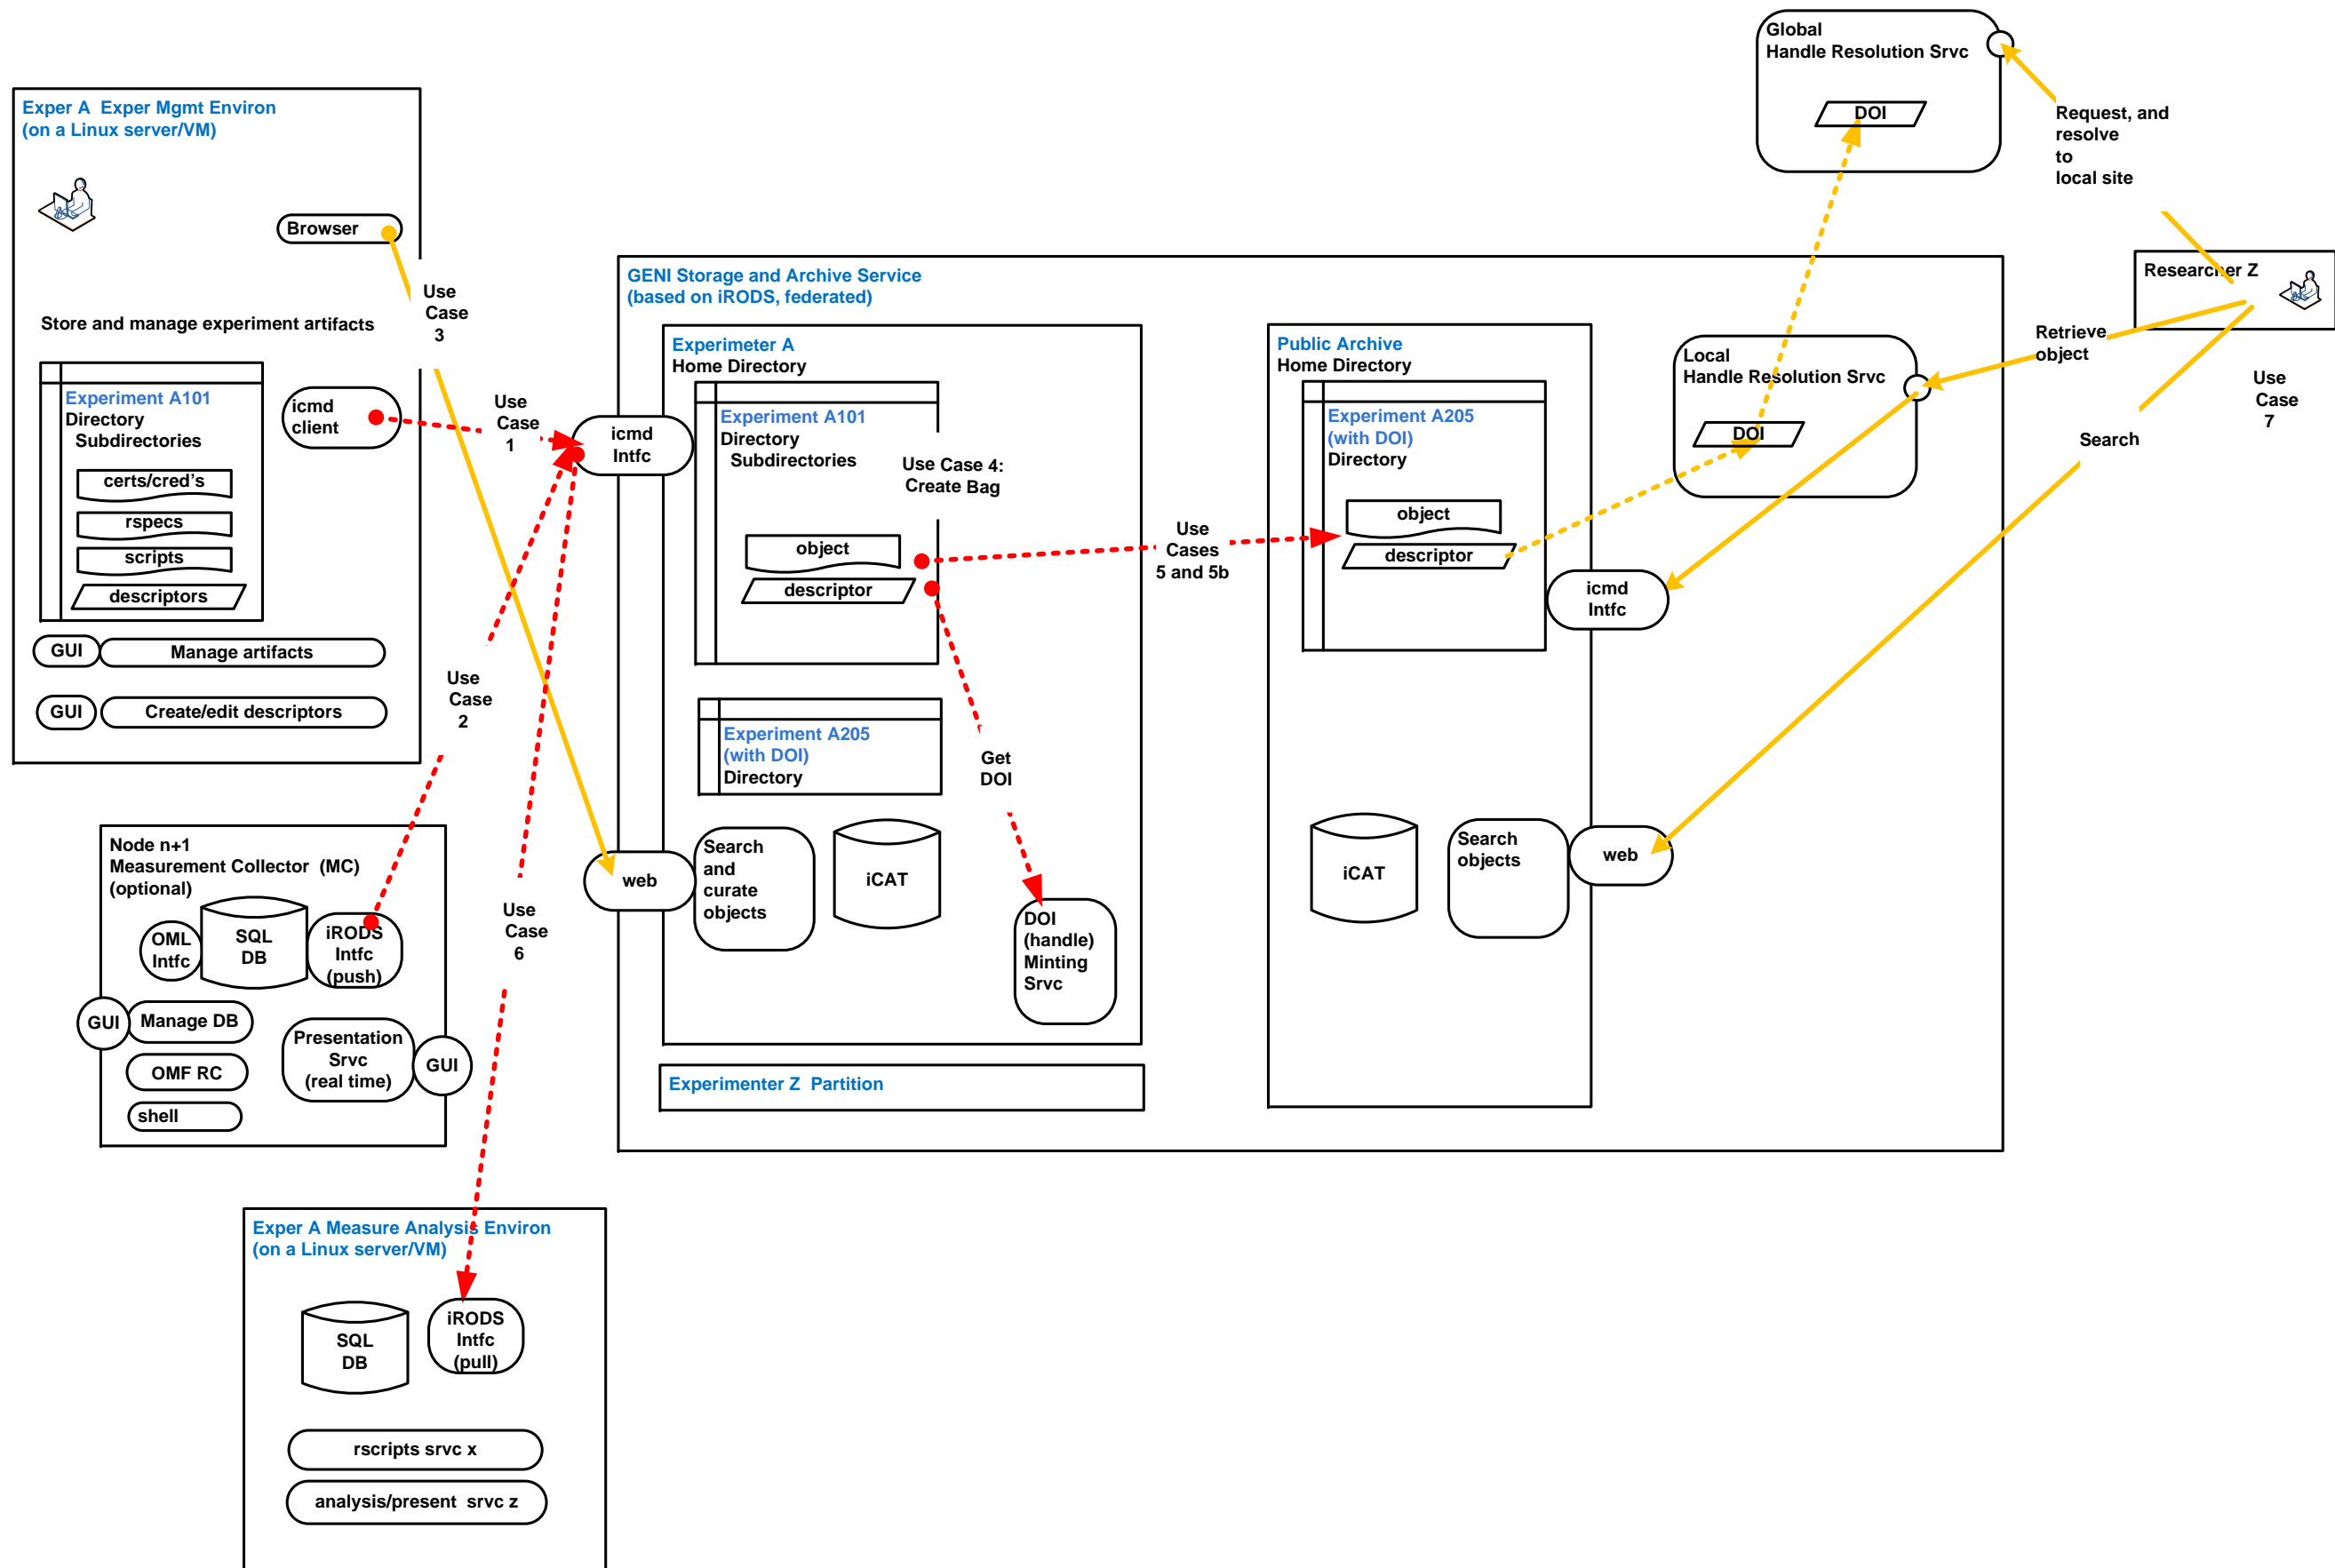 Global
Handle Resolution Srvc
DOI
Request, and
resolve
to
local site
Exper A  Exper Mgmt Environ
(on a Linux server/VM)
Browser
Use
Case
3
Store and manage experiment artifacts
Experiment A101
Directory
Subdirectories
certs/cred's
rspecs
scripts
descriptors
icmd
client
GUI
Manage artifacts
GUI
Create/edit descriptors
Use
Case
1
Use
Case
2
GENI Storage and Archive Service
(based on iRODS, federated)
icmd
Intfc
Experimeter A
Home Directory
Experiment A101
Directory
Subdirectories
Use Case 4:
Create Bag
object
descriptor
Experiment A205
(with DOI)
Directory
Get
DOI
web
Search
and
curate
objects
iCAT
DOI
(handle)
Minting
Srvc
Experimenter Z  Partition
Use
Cases
5 and 5b
Public Archive
Home Directory
Experiment A205
(with DOI)
Directory
object
descriptor
icmd
Intfc
iCAT
Search
objects
web
Local
Handle Resolution Srvc
DOI
Researcher Z
Retrieve
object
Search
Use
Case
7
Node n+1
Measurement Collector  (MC)
(optional)
OML
Intfc
SQL
DB
iRODS
Intfc
(push)
GUI
Manage DB
OMF RC
shell
Presentation
Srvc
(real time)
GUI
Use
Case
6
Exper A Measure Analysis Environ
(on a Linux server/VM)
SQL
DB
iRODS
Intfc
(pull)
rscripts srvc x
analysis/present  srvc z